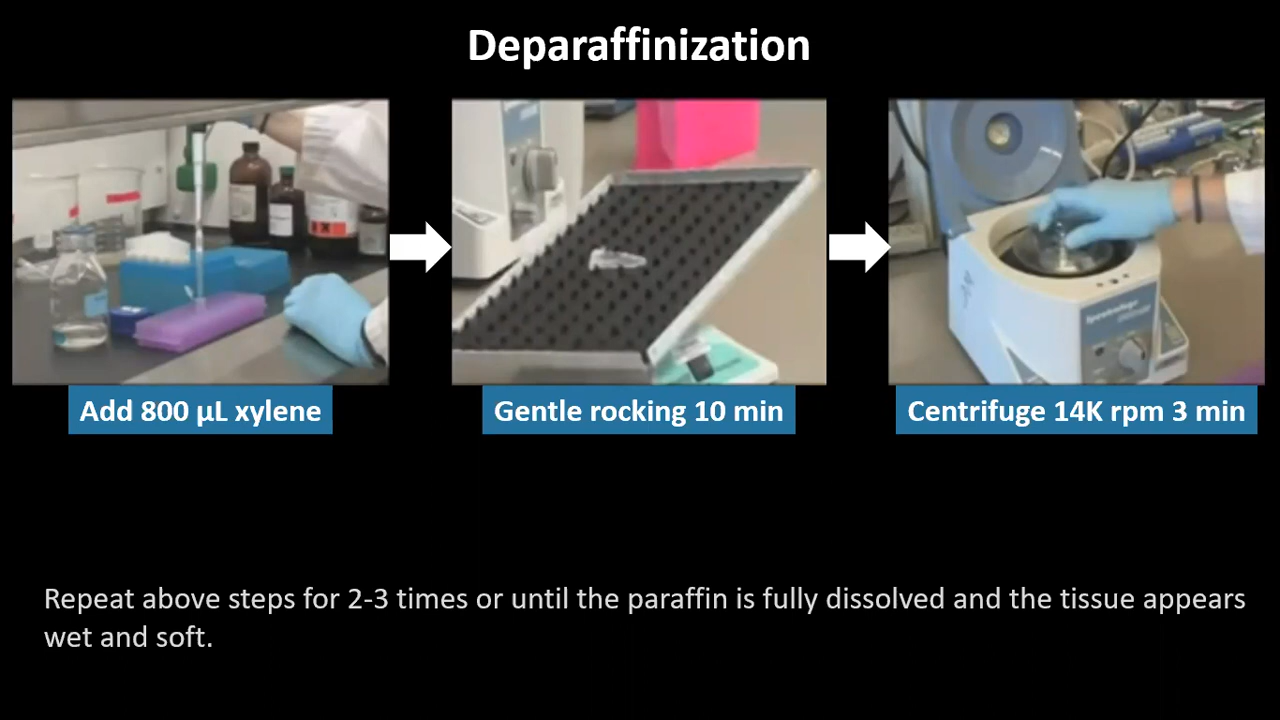 Deparaffinization
Add 800 µL xylene
Gentle rocking 10 min
Centrifuge 14K rpm 3 min
Repeat above steps for 2-3 times or until the paraffin is fully dissolved and the tissue appears
wet and soft.